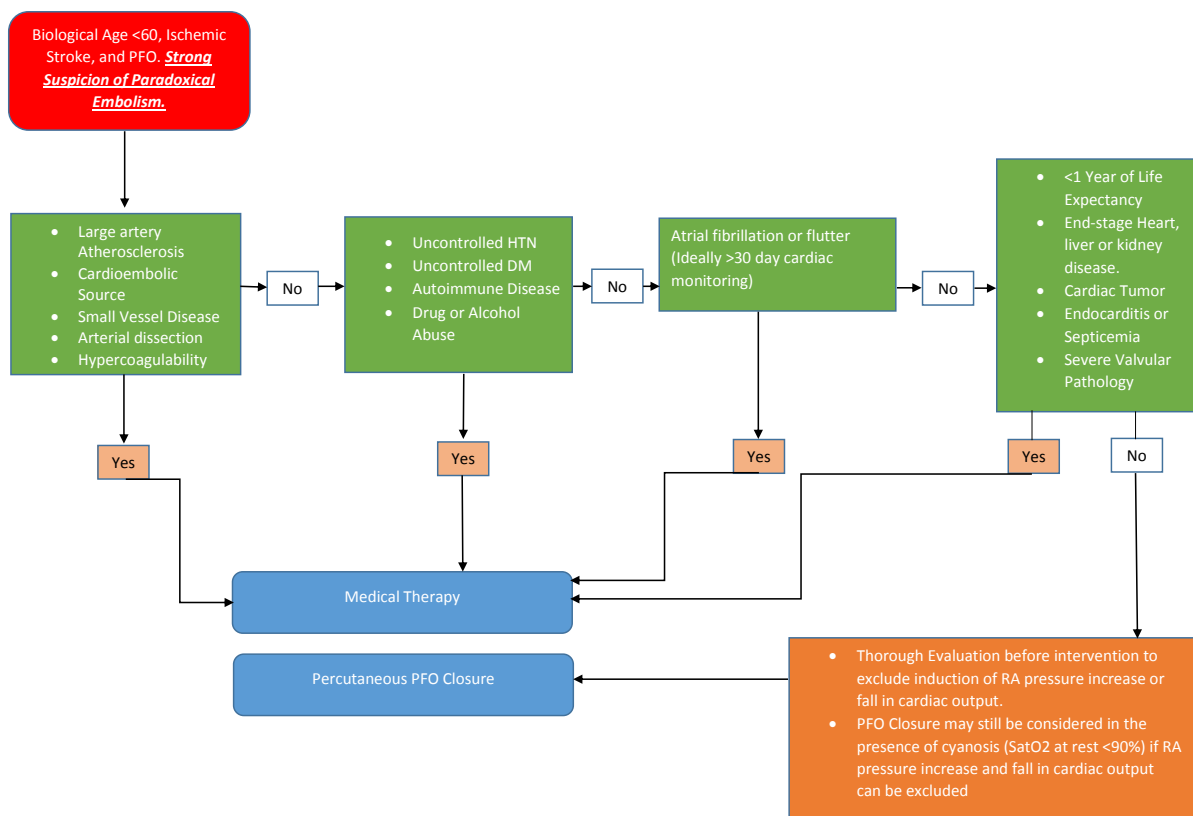 Biological Age <60, Ischemic
Stroke, and PFO. Strong
Suspicion of Paradoxical
Embolism.
• Large artery
Atherosclerosis
• Cardioembolic
Source
• Small Vessel Disease
• Arterial dissection
• Hypercoagulability
No
• Uncontrolled HTN
• Uncontrolled DM
• Autoimmune Disease
• Drug or Alcohol
Abuse
No
Atrial fibrillation or flutter
(Ideally >30 day cardiac
monitoring)
No
• <1 Year of Life
Expectancy
• End-stage Heart,
liver or kidney
disease.
• Cardiac Tumor
• Endocarditis or
Septicemia
• Severe Valvular
Pathology
Yes
Yes
Yes
Yes
No
Medical Therapy
Percutaneous PFO Closure
• Thorough Evaluation before intervention to
exclude induction of RA pressure increase or
fall in cardiac output.
• PFO Closure may still be considered in the
presence of cyanosis (SatO2 at rest <90%) if RA
pressure increase and fall in cardiac output
can be excluded